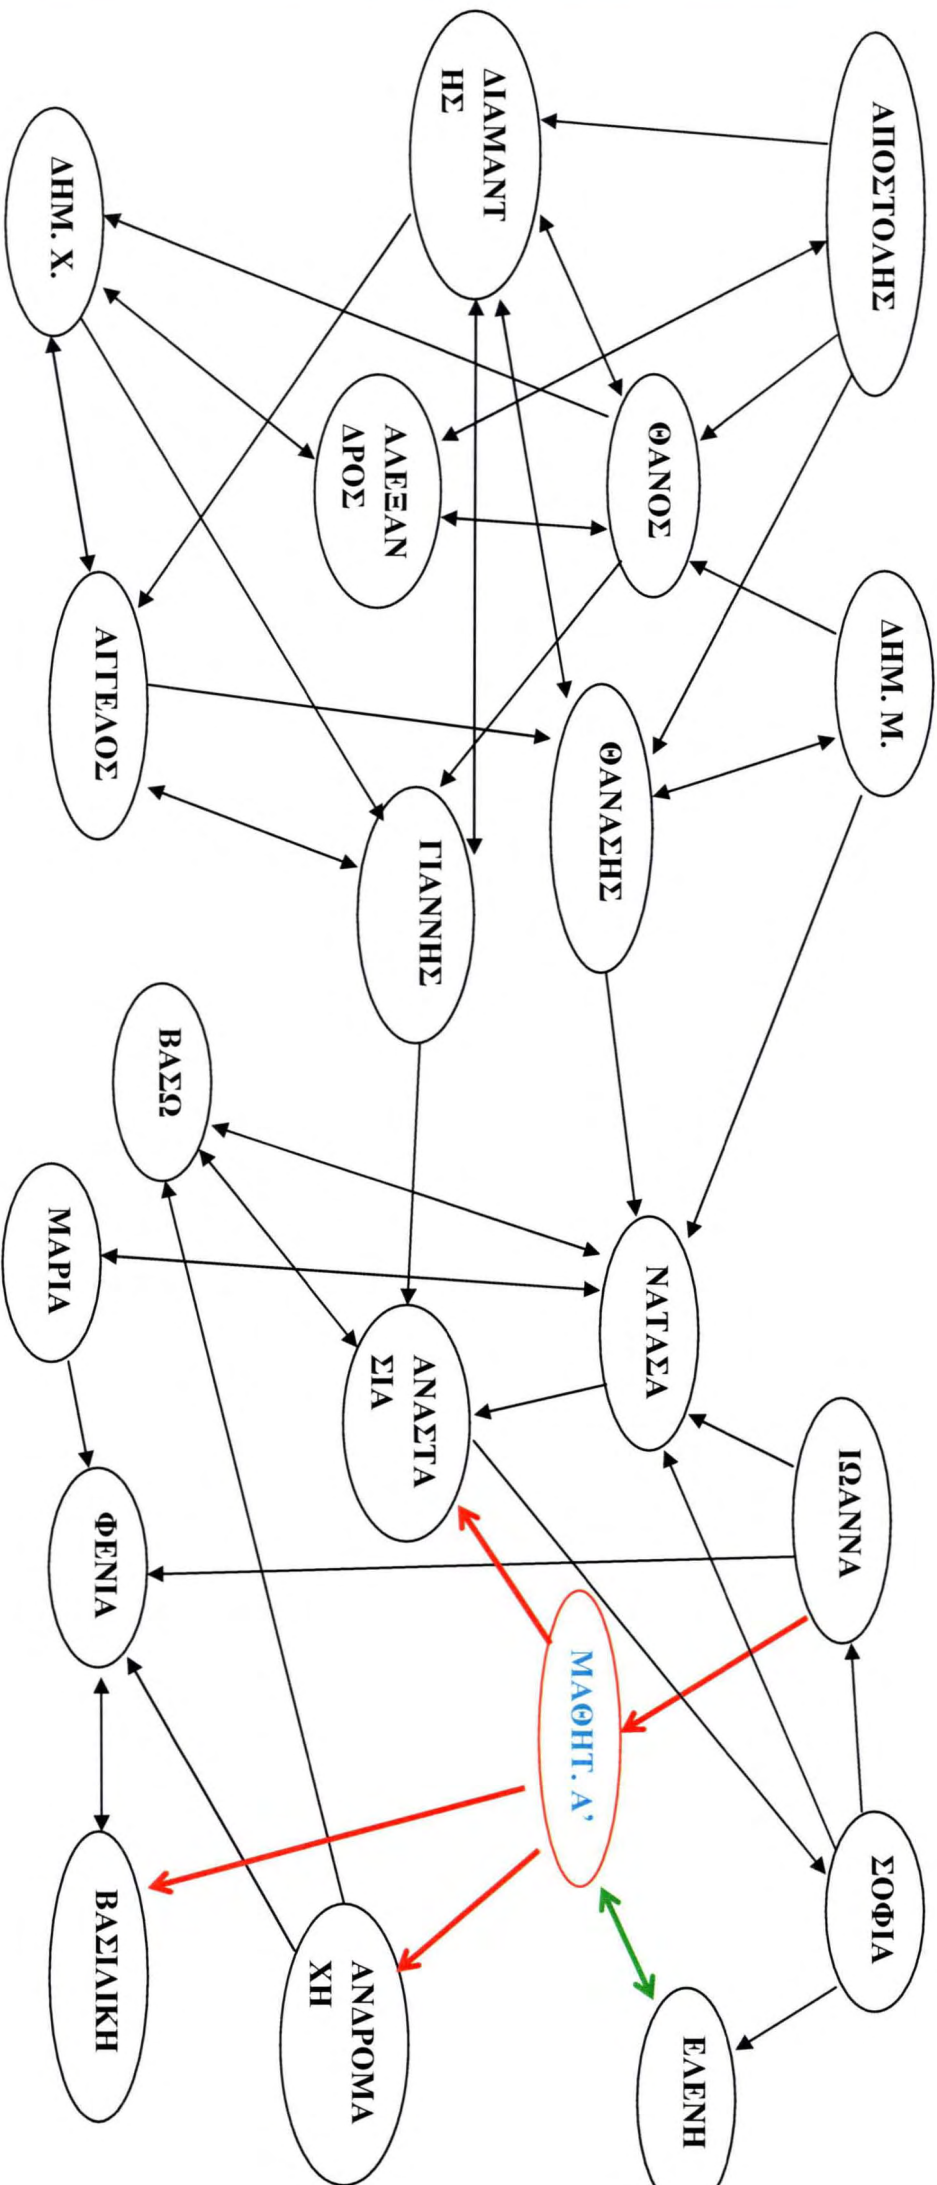 ΑΠΟΣΤΟΛΗΣ
ΔΗΜ. Μ.
ΙΩΑΝΝΑ
ΣΟΦΙΑ
ΘΑΝΟΣ
ΘΑΝΑΣΗΣ
ΝΑΤΑΣΑ
ΜΑΘΗΤ. Α’
ΕΛΕΝΗ
ΔΙΑΜΑΝΤ
ΗΣ
ΑΛΕΞΑΝ
ΔΡΟΣ
ΓΙΑΝΝΗΣ
ΑΝΑΣΤΑ
ΣΙΑ
ΑΝΔΡΟΜΑ
ΧΗ
ΔΗΜ. Χ.
ΑΓΓΕΛΟΣ
ΒΑΣΩ
ΜΑΡΙΑ
ΦΕΝΙΑ
ΒΑΣΙΛΙΚΗ